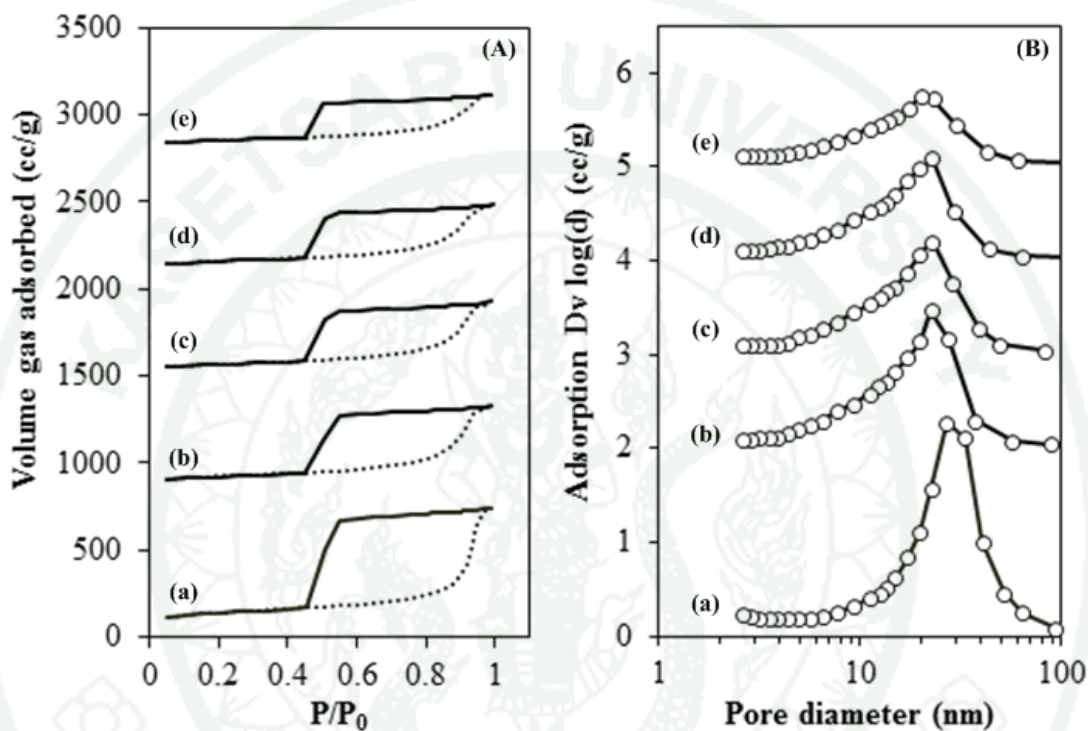 3500
3000
2500
2000
1500
1000
500
0
Volume gas adsorbed (cc/g)
(A)
(e)
(d)
(c)
(b)
(a)
0 0.2 0.4 0.6 0.8 1
P/P0
6
5
4
3
2
1
0
Adsorption Dv log(d) (cc/g)
(B)
(e)
(d)
(c)
(b)
(a)
1 10 100
Pore diameter (nm)
KASETSART UNIVERSITY